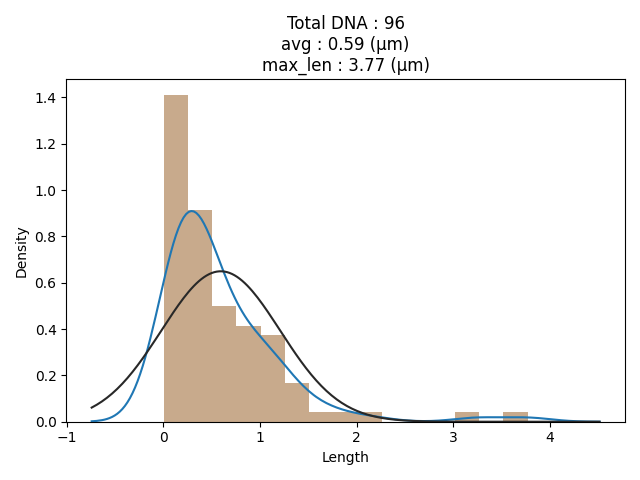 Total DNA : 96
avg : 0.59 (μm)
max_len : 3.77 (μm)
1.4
1.2
1.0
0.8
0.6
0.4
0.2
0.0
Density
−1 0 1 2 3 4
Length